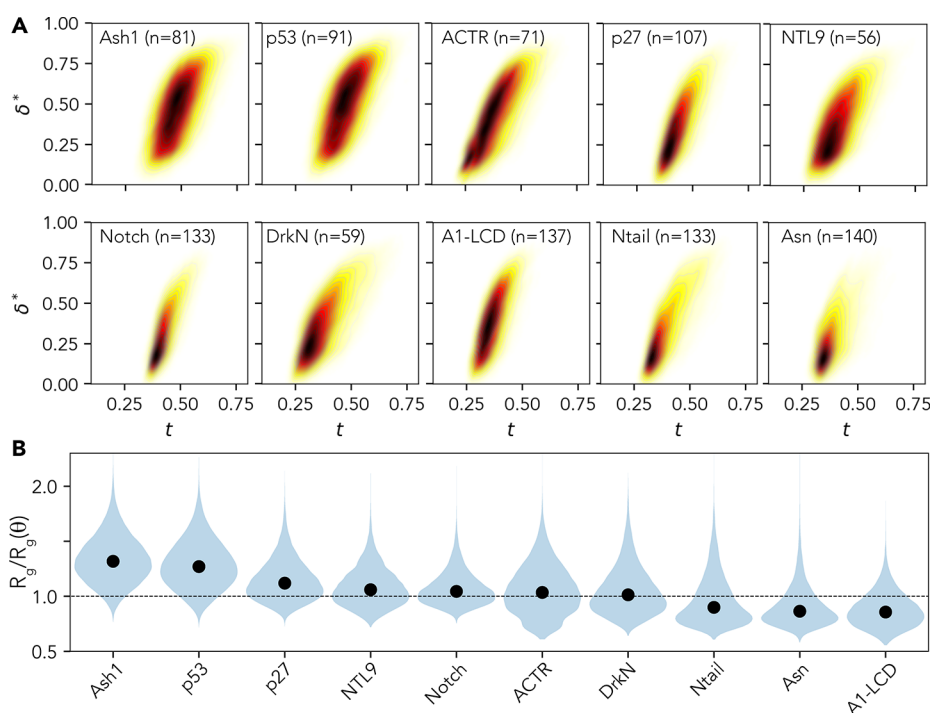 A
1.00
0.75
0.50
0.25
0.00
δ*
Ash1 (n=81)
p53 (n=91)
ACTR (n=71)
p27 (n=107)
NTL9 (n=56)
1.00
0.75
0.50
0.25
0.00
δ*
Notch (n=133)
DrkN (n=59)
A1-LCD (n=137)
Ntail (n=133)
Asn (n=140)
0.25 0.50 0.75
0.25 0.50 0.75
0.25 0.50 0.75
0.25 0.50 0.75
0.25 0.50 0.75
t
t
t
t
t
B
2.0
1.0
0.5
Rg/Rg(θ)
Ash1
p53
p27
NTL9
Notch
ACTR
DrkN
Ntail
Asn
A1-LCD